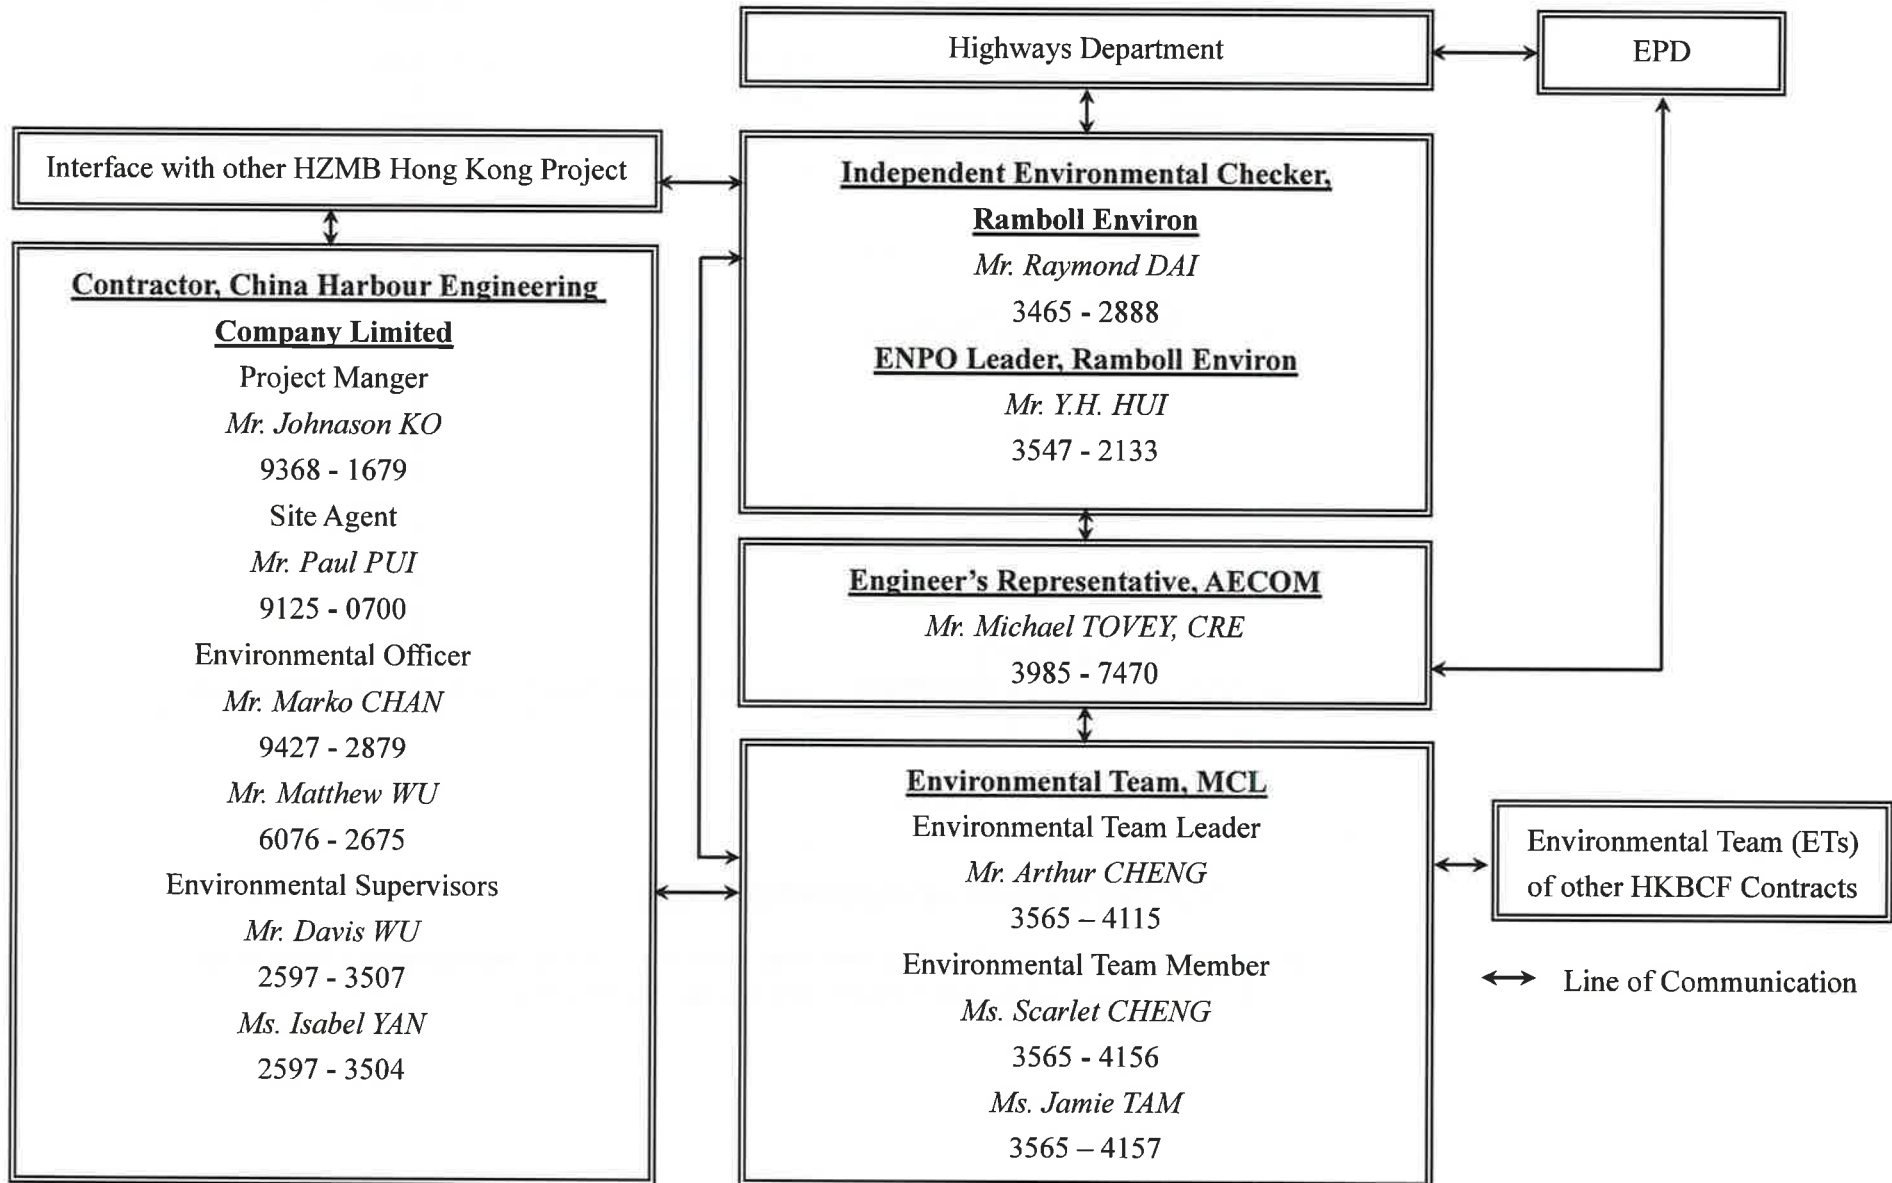 Highways Department
EPD
Interface with other HZMB Hong Kong Project
Independent Environmental Checker,
Ramboll Environ
Mr. Raymond DAI
3465 - 2888
ENPO Leader, Ramboll Environ
Mr. Y.H. HUI
3547 - 2133
Contractor, China Harbour Engineering
Company Limited
Project Manger
Mr. Johnason KO
9368 - 1679
Site Agent
Mr. Paul PUI
9125 - 0700
Environmental Officer
Mr. Marko CHAN
9427 - 2879
Mr. Matthew WU
6076 - 2675
Environmental Supervisors
Mr. Davis WU
2597 - 3507
Ms. Isabel YAN
2597 - 3504
Engineer’s Representative, AECOM
Mr. Michael TOVEY, CRE
3985 - 7470
Environmental Team, MCL
Environmental Team Leader
Mr. Arthur CHENG
3565 – 4115
Environmental Team Member
Ms. Scarlet CHENG
3565 - 4156
Ms. Jamie TAM
3565 – 4157
Environmental Team (ETs)
of other HKBCF Contracts
Line of Communication